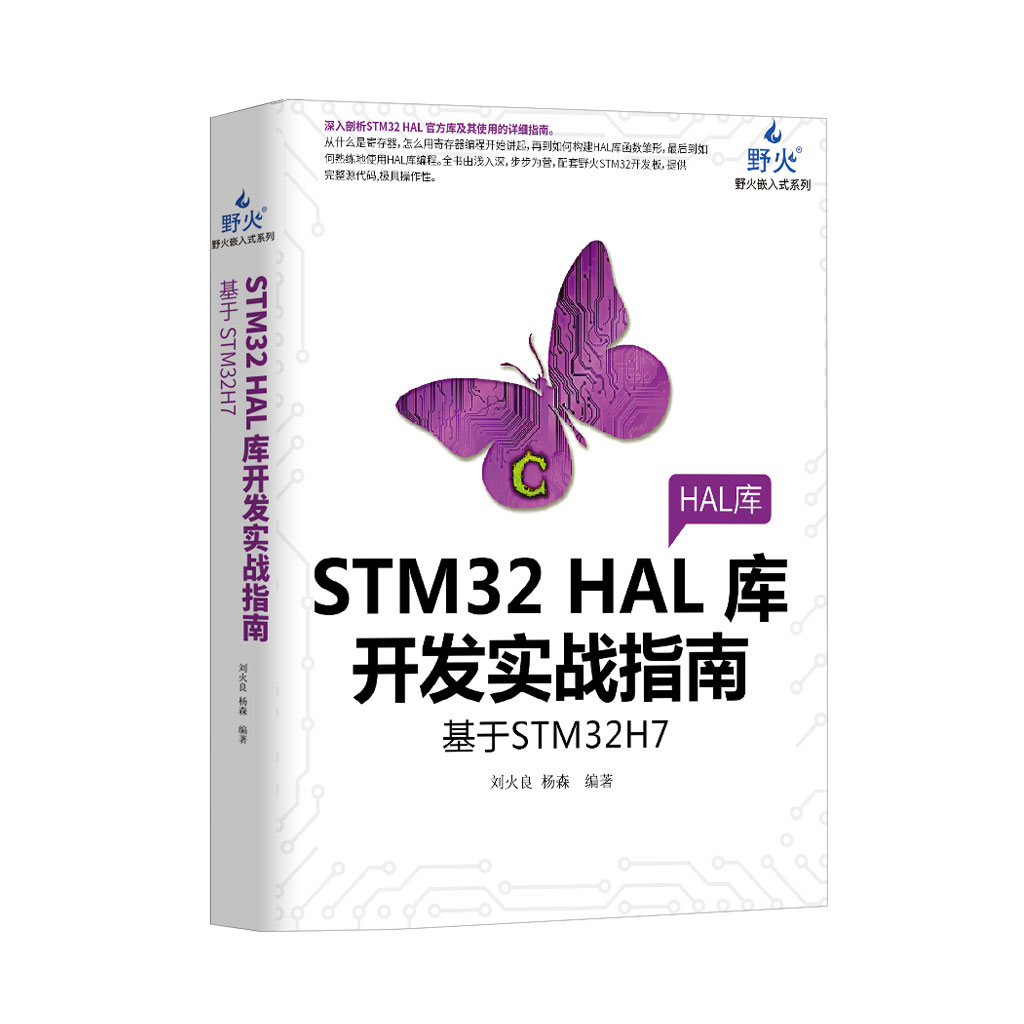 深入剖析STM32 HAL 官方库及其使用的详细指南。
从什么是寄存器,怎么用寄存器编程开始讲起,再到如何构建HAL库函数雏形,最后到如
何熟练地使用HAL库编程。全书由浅入深,步步为营,配套野火STM32开发板,提供
完整源代码,极具操作性。
野火®
野火嵌入式系列
C
HAL库
STM32 HAL 库
开发实战指南
基于STM32H7
刘火良 杨森 编著
野火®
野火嵌入式系列
STM32 HAL 库开发实战指南
基于 STM32H7
刘火良 杨森 编著